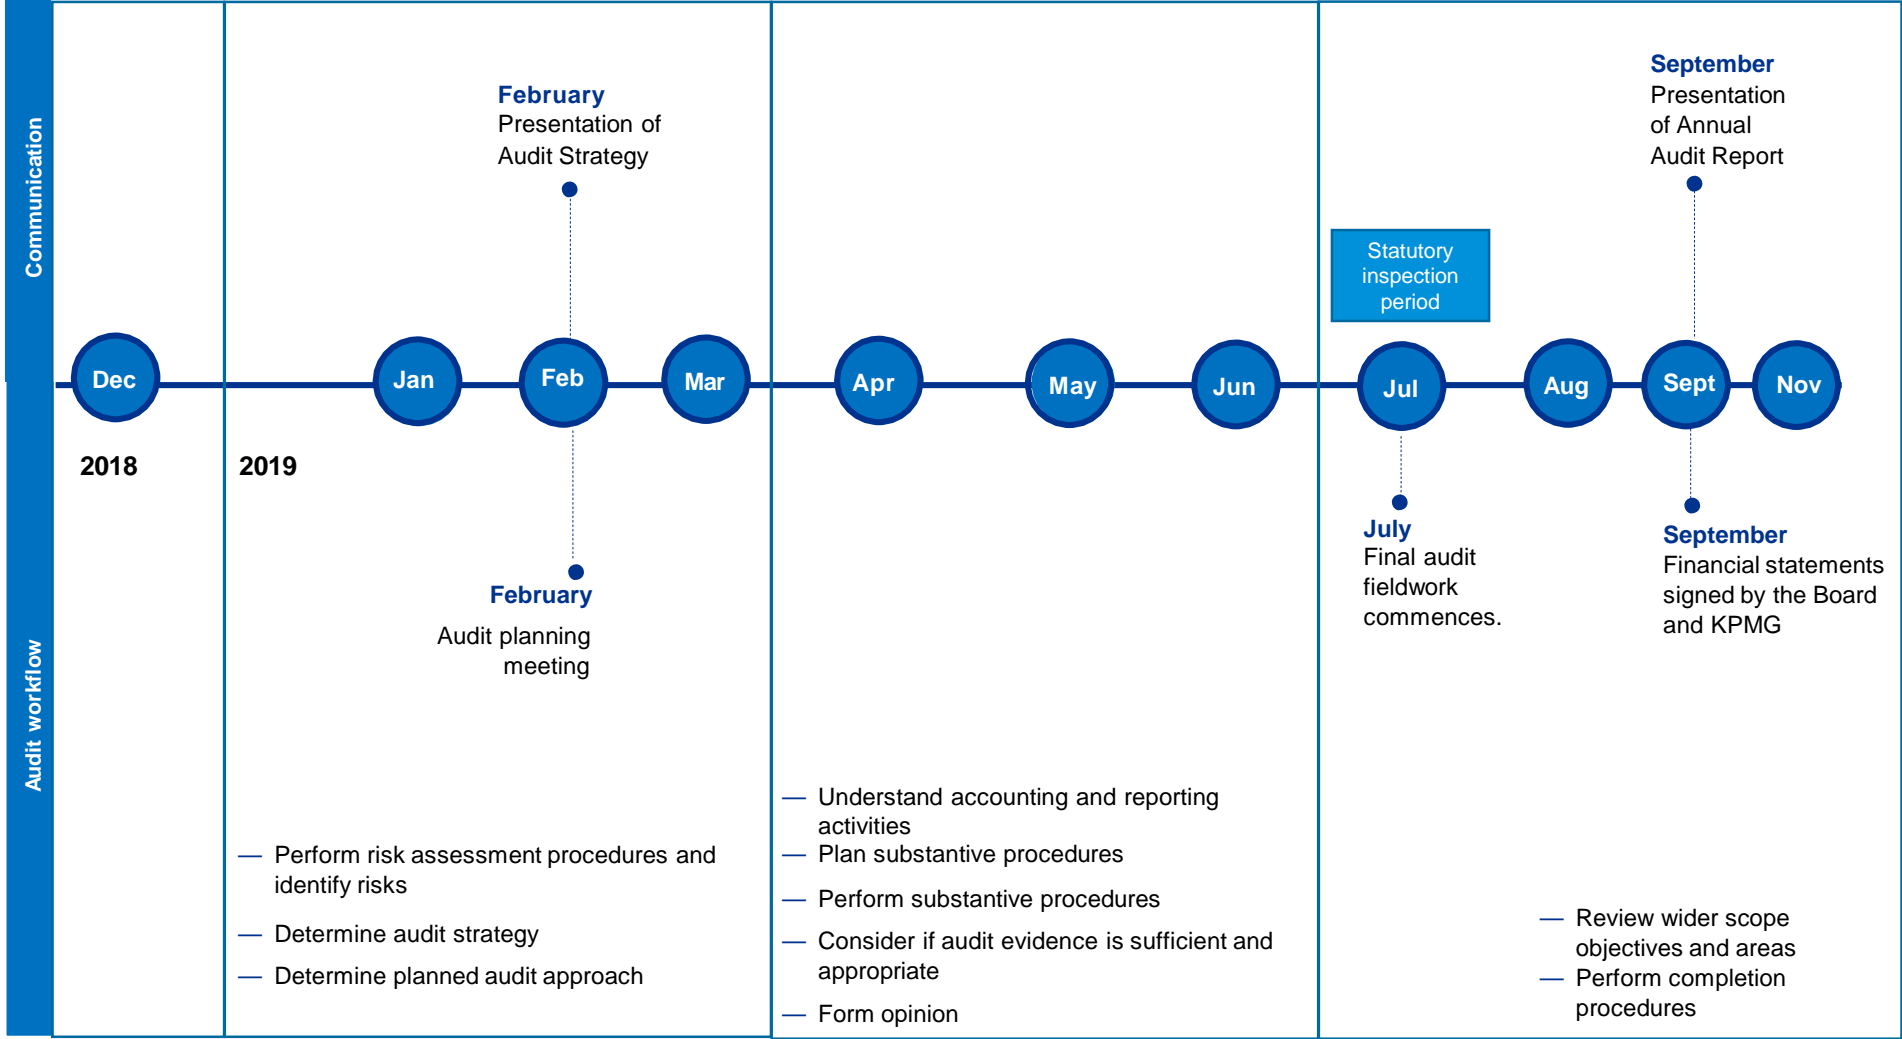 Communication
February
Presentation of
Audit Strategy
September
Presentation
of Annual
Audit Report
Statutory
inspection
period
Dec
Jan
Feb
Mar
Apr
May
Jun
Jul
Aug
Sept
Nov
2018
2019
Audit workflow
February
Audit planning
meeting
July
Final audit
fieldwork
commences.
September
Financial statements
signed by the Board
and KPMG
— Perform risk assessment procedures and
identify risks
— Determine audit strategy
— Determine planned audit approach
— Understand accounting and reporting
activities
— Plan substantive procedures
— Perform substantive procedures
— Consider if audit evidence is sufficient and
appropriate
— Form opinion
— Review wider scope
objectives and areas
— Perform completion
procedures